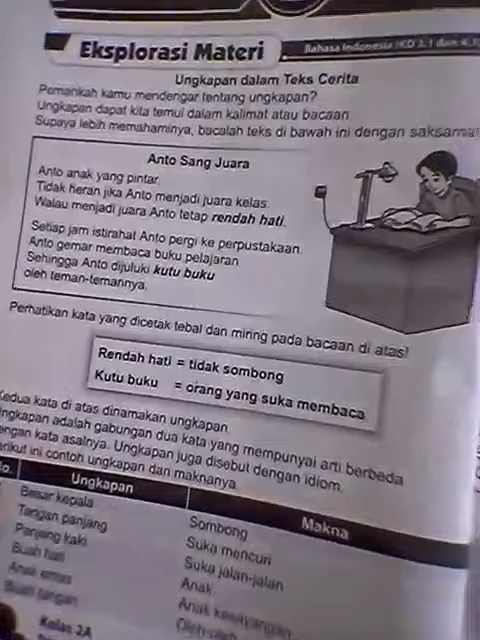 Eksplorasi Materi
Bahasa Indonesia (KD 3.1 dan 4.
Ungkapan dalam Teks Cerita
Pernahkah kamu mendengar tentang ungkapan?
Ungkapan dapat kita temui dalam kalimat atau bacaan.
Supaya lebih memahaminya, bacalah teks di bawah ini dengan saksama!
Anto Sang Juara
Anto anak yang pintar.
Tidak heran jika Anto menjadi juara kelas.
Walau menjadi juara Anto tetap rendah hati.
Setiap jam istirahat Anto pergi ke perpustakaan.
Anto gemar membaca buku pelajaran
Sehingga Anto dijuluki kutu buku
oleh teman-temannya.
Perhatikan kata yang dicetak tebal dan miring pada bacaan di atas!
Rendah hati = tidak sombong
Kutu buku = orang yang suka membaca
Kedua kata di atas dinamakan ungkapan.
Ungkapan adalah gabungan dua kata yang mempunyai arti berbeda
dengan kata asalnya. Ungkapan juga disebut dengan idiom.
Berikut ini contoh ungkapan dan maknanya.
No. Ungkapan Makna
Besar kepala Sombong
Tangan panjang Suka mencuri
Panjang kaki Suka jalan-jalan
Buah hati Anak
Anak emas Anak kesayangan
Buah tangan Oleh-oleh
Kelas 2A